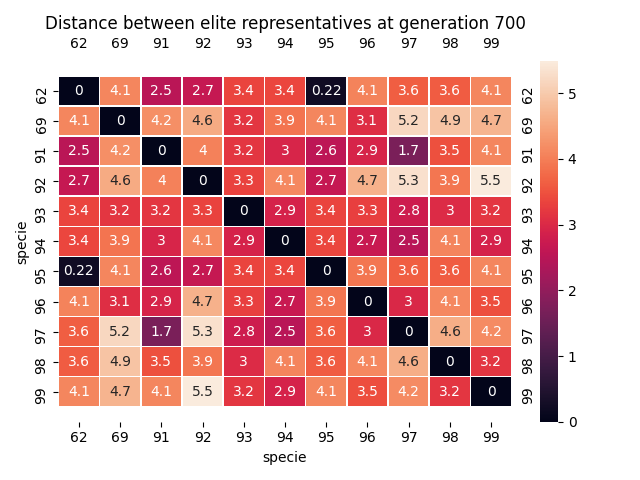 Distance between elite representatives at generation 700
62 69 91 92 93 94 95 96 97 98 99
62 0 4.1 2.5 2.7 3.4 3.4 0.22 4.1 3.6 3.6 4.1 62
69 4.1 0 4.2 4.6 3.2 3.9 4.1 3.1 5.2 4.9 4.7 69
91 2.5 4.2 0 4 3.2 3 2.6 2.9 1.7 3.5 4.1 91
92 2.7 4.6 4 0 3.3 4.1 2.7 4.7 5.3 3.9 5.5 92
93 3.4 3.2 3.2 3.3 0 2.9 3.4 3.3 2.8 3 3.2 93
94 3.4 3.9 3 4.1 2.9 0 3.4 2.7 2.5 4.1 2.9 94
95 0.22 4.1 2.6 2.7 3.4 3.4 0 3.9 3.6 3.6 4.1 95
96 4.1 3.1 2.9 4.7 3.3 2.7 3.9 0 3 4.1 3.5 96
97 3.6 5.2 1.7 5.3 2.8 2.5 3.6 3 0 4.6 4.2 97
98 3.6 4.9 3.5 3.9 3 4.1 3.6 4.1 4.6 0 3.2 98
99 4.1 4.7 4.1 5.5 3.2 2.9 4.1 3.5 4.2 3.2 0 99
62 69 91 92 93 94 95 96 97 98 99
specie
specie
5
4
3
2
1
0